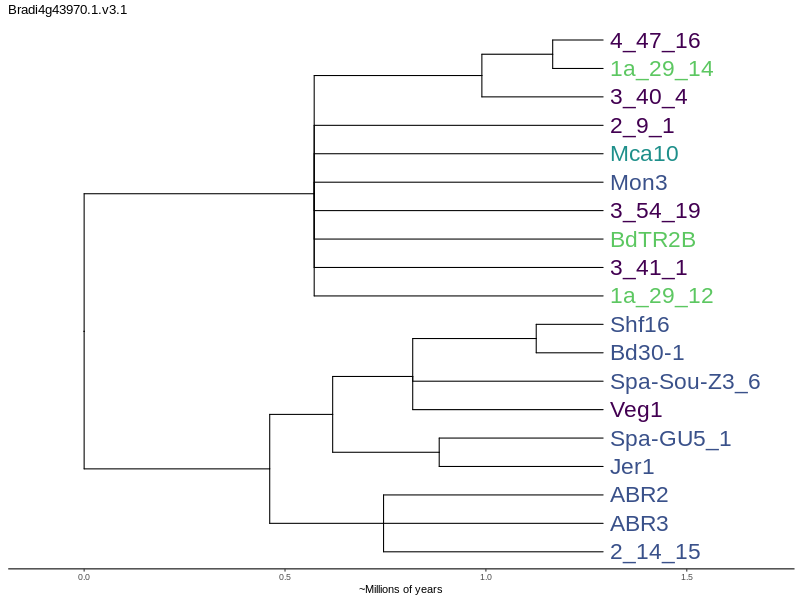 Bradi4g43970.1.v3.1
4_47_16
1a_29_14
3_40_4
2_9_1
Mca10
Mon3
3_54_19
BdTR2B
3_41_1
1a_29_12
Shf16
Bd30-1
Spa-Sou-Z3_6
Veg1
Spa-GU5_1
Jer1
ABR2
ABR3
2_14_15
0.0 0.5 1.0 1.5
~Millions of years